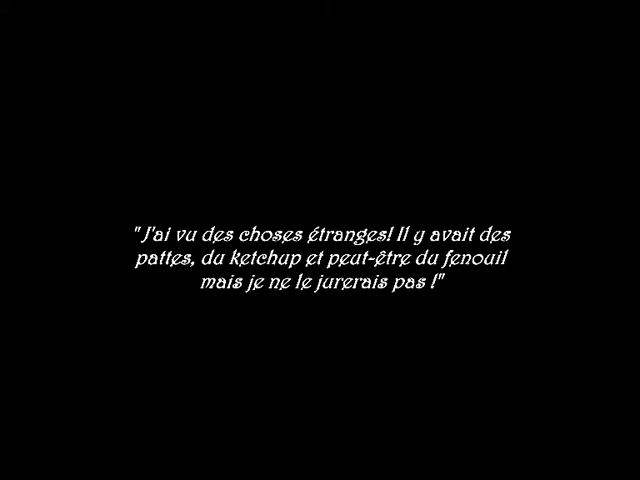 "J'ai vu des choses étranges! Il y avait des
pattes, du ketchup et peut-être du fenouil
mais je ne le jurerais pas !"